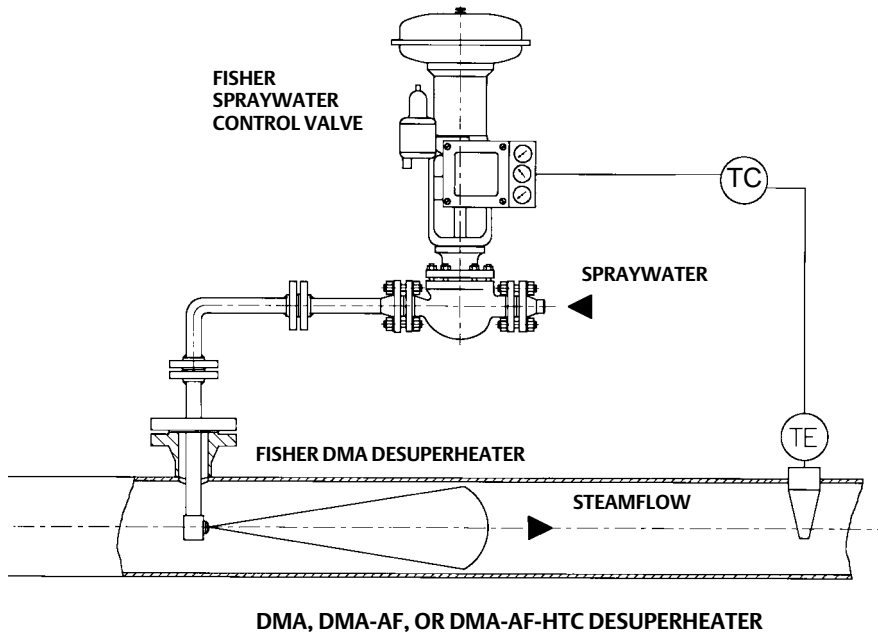 FISHER
SPRAYWATER
CONTROL VALVE
TC
SPRAYWATER
FISHER DMA DESUPERHEATER
TE
STEAMFLOW
DMA, DMA-AF, OR DMA-AF-HTC DESUPERHEATER